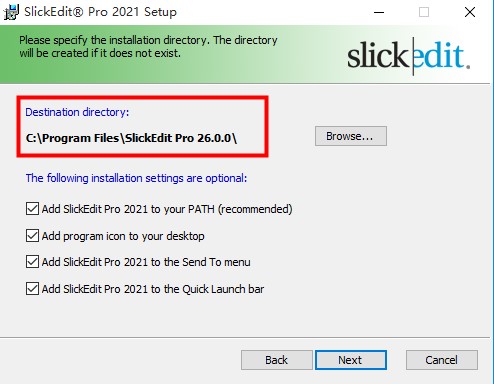 SlickEdit® Pro 2021 Setup
Please specify the installation directory. The directory
will be created if it does not exist.
slickedit®
Destination directory:
C:\Program Files\SlickEdit Pro 26.0.0\
Browse...
The following installation settings are optional:
Add SlickEdit Pro 2021 to your PATH (recommended)
Add program icon to your desktop
Add SlickEdit Pro 2021 to the Send To menu
Add SlickEdit Pro 2021 to the Quick Launch bar
Back
Next
Cancel